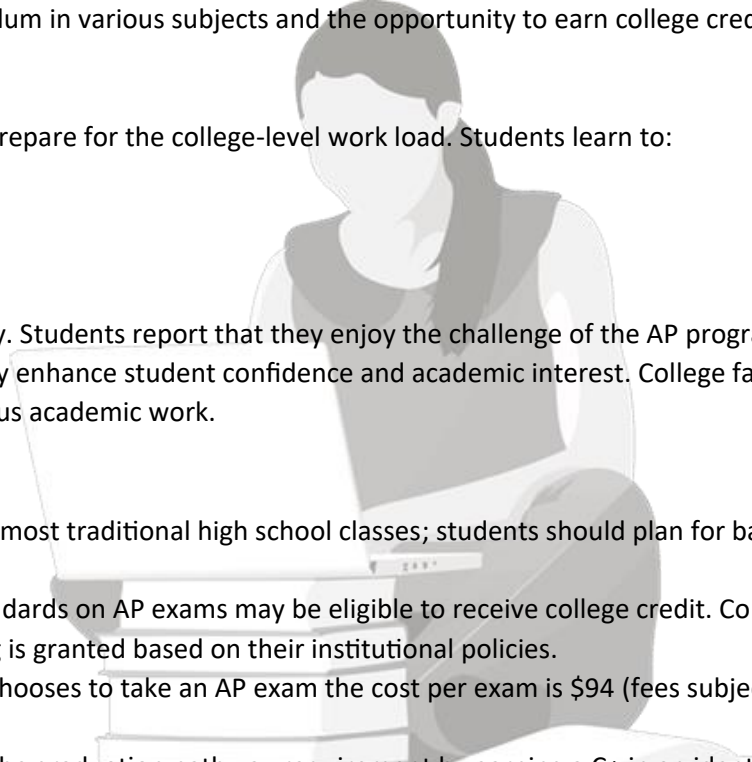 lum in various subjects and the opportunity to earn college cred
repare for the college-level work load. Students learn to:
y. Students report that they enjoy the challenge of the AP progra
y enhance student confidence and academic interest. College fa
us academic work.
most traditional high school classes; students should plan for ba
dards on AP exams may be eligible to receive college credit. Co
g is granted based on their institutional policies.
hooses to take an AP exam the cost per exam is $94 (fees subje